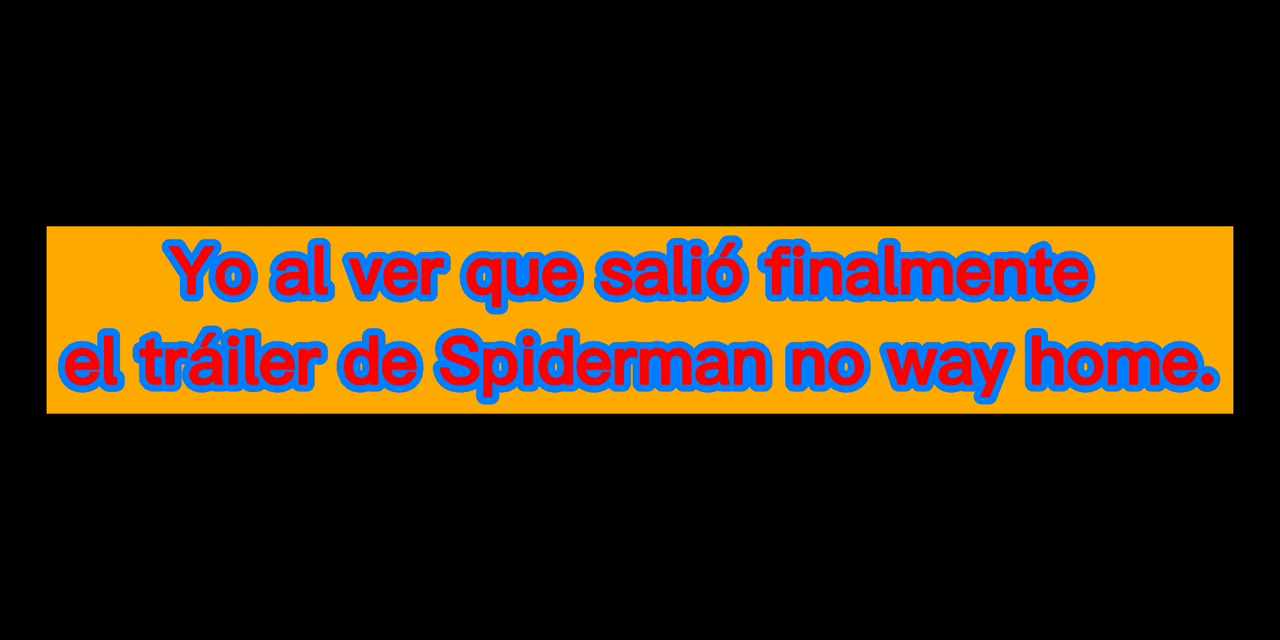 Yo al ver que salió finalmente
el tráiler de Spiderman no way home.